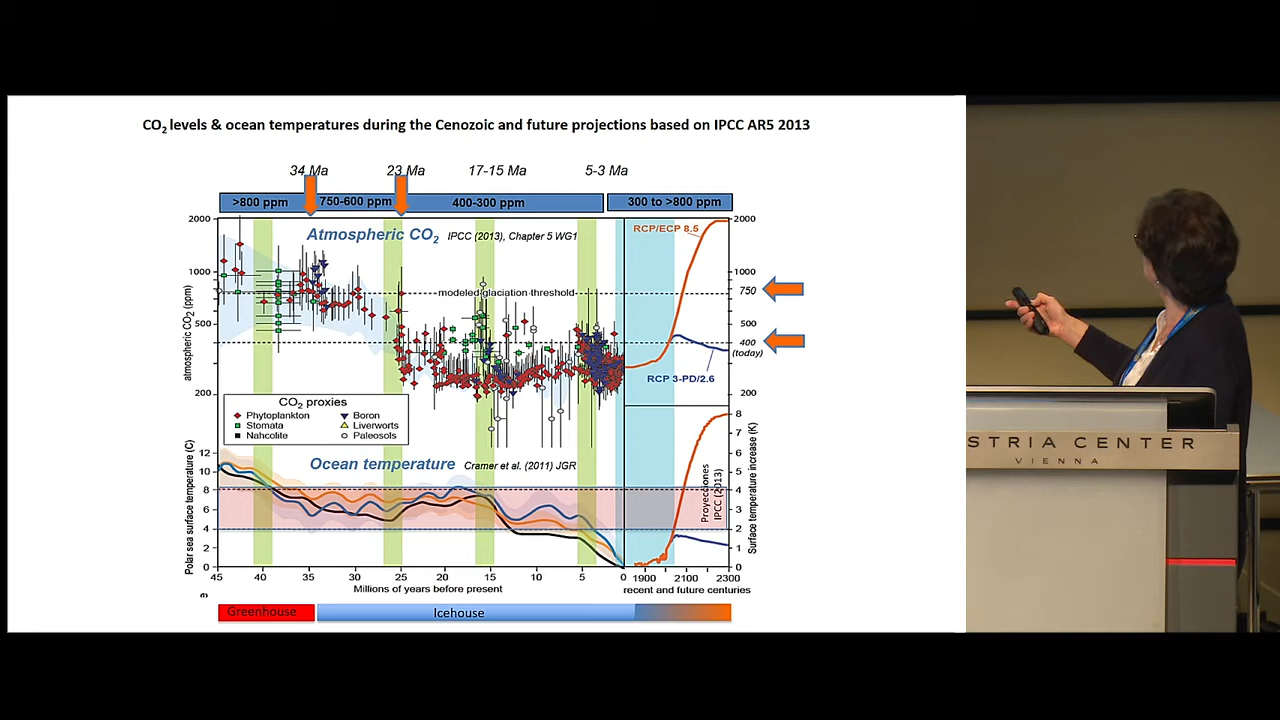 CO2 levels & ocean temperatures during the Cenozoic and future projections based on IPCC AR5 2013
34 Ma 23 Ma 17-15 Ma 5-3 Ma
>800 ppm 750-600 ppm 400-300 ppm 300 to >800 ppm
Atmospheric CO2 IPCC (2013), Chapter 5 WG1
RCP/ECP 8.5
2000 2000
1000 1000
modeled glaciation threshold
750
500 500
400
(today)
200 200
RCP 3-PD/2.6
atmospheric CO2 (ppm)
CO2 proxies
Phytoplankton Boron
Stomata Liverworts
Nahcolite Paleosols
Ocean temperature Cramer et al. (2011) JGR
Polar sea surface temperature (C)
12
10
8
6
4
2
0
Proyecciones
IPCC (2013)
8
7
6
5
4
3
2
1
0
Surface temperature increase (K)
45 40 35 30 25 20 15 10 5 0 1900 2100 2300
Millions of years before present recent and future centuries
Greenhouse Icehouse
STRIA CENTER
VIENNA